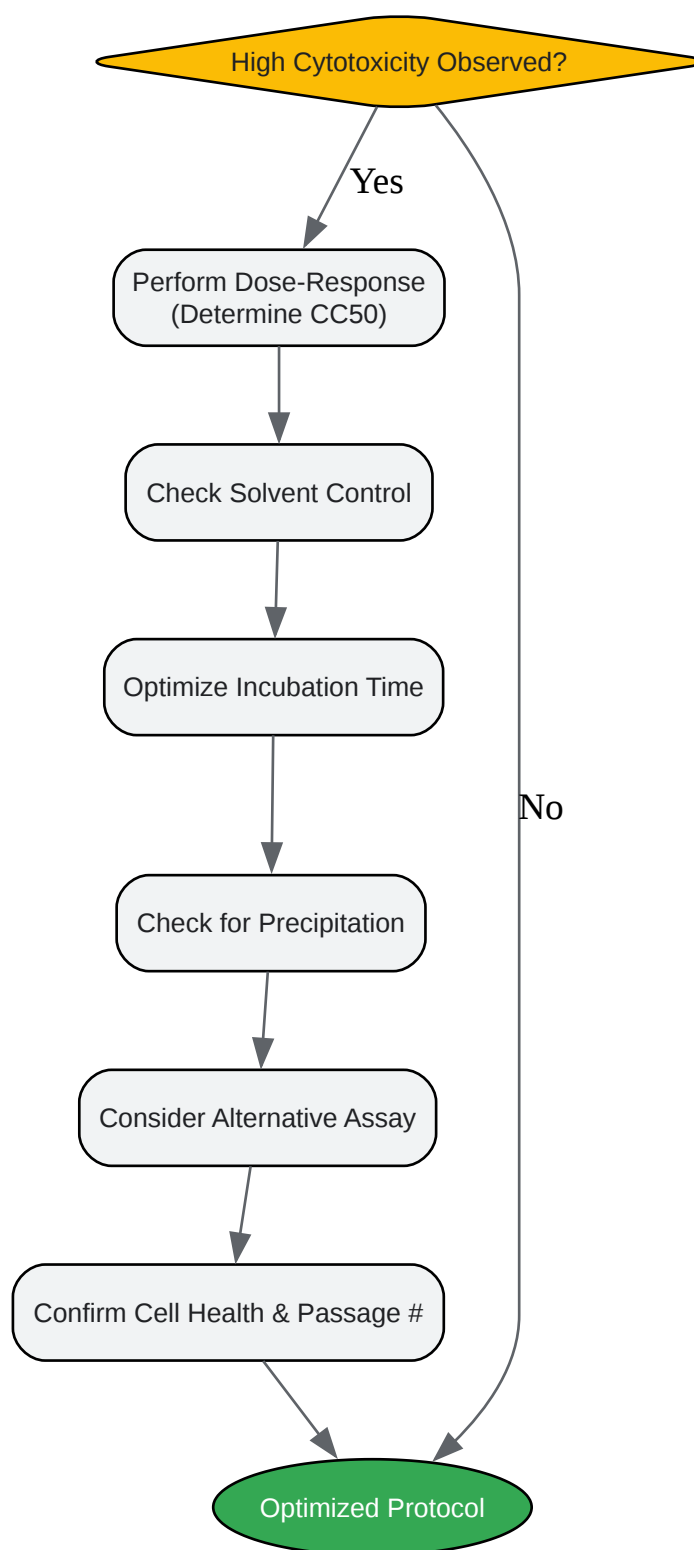 High Cytotoxicity Observed?
Yes
Perform Dose-Response
(Determine CC50)
Check Solvent Control
Optimize Incubation Time
No
Check for Precipitation
Consider Alternative Assay
Confirm Cell Health & Passage #
Optimized Protocol